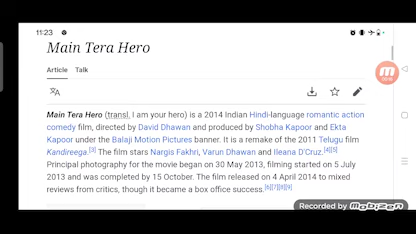 11:23
Main Tera Hero
Article Talk
Main Tera Hero (transl. I am your hero) is a 2014 Indian Hindi-language romantic action
comedy film, directed by David Dhawan and produced by Shobha Kapoor and Ekta
Kapoor under the Balaji Motion Pictures banner. It is a remake of the 2011 Telugu film
Kandireega.[3] The film stars Nargis Fakhri, Varun Dhawan and Ileana D'Cruz.[4][5]
Principal photography for the movie began on 30 May 2013, filming started on 5 July
2013 and was completed by 15 October. The film released on 4 April 2014 to mixed
reviews from critics, though it became a box office success.[6][7][8][9]
Recorded by MOBIZEN